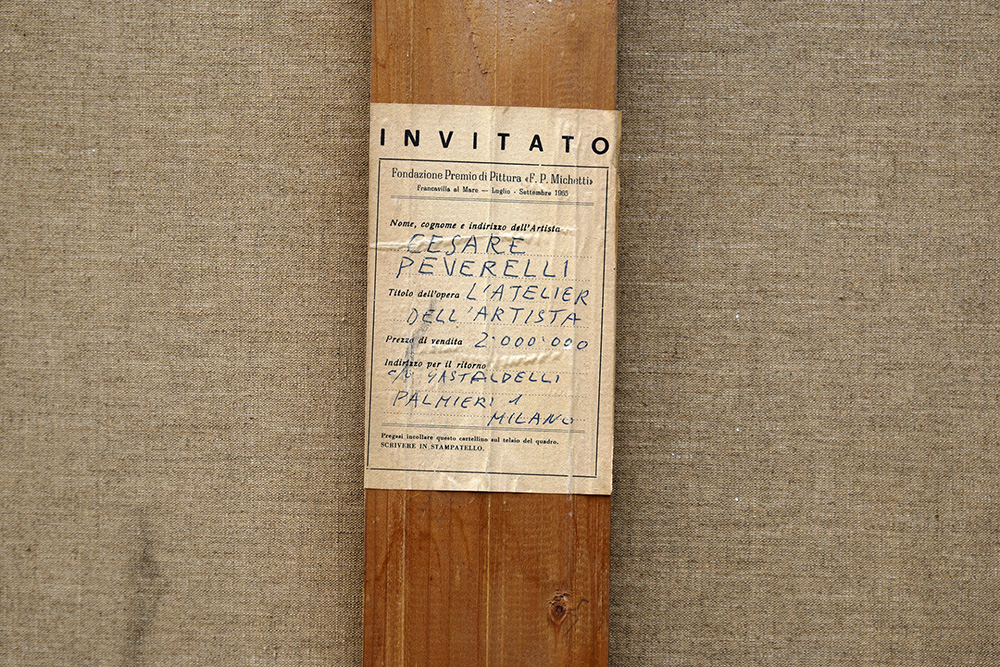 INVITATO
Fondazione Premio di Pittura «F. P. Michetti»
Francavilla al Mare — Luglio - Settembre 1965
Nome, cognome e indirizzo dell'Artista
CESARE
PEVERELLI
Titolo dell'opera L'ATELIER
DELL'ARTISTA
Prezzo di vendita 2'000'000
Indirizzo per il ritorno
c/o GASTALDELLI
PALMIERI 1
MILANO
Pregasi incollare questo cartellino sul telaio del quadro.
SCRIVERE IN STAMPATELLO.